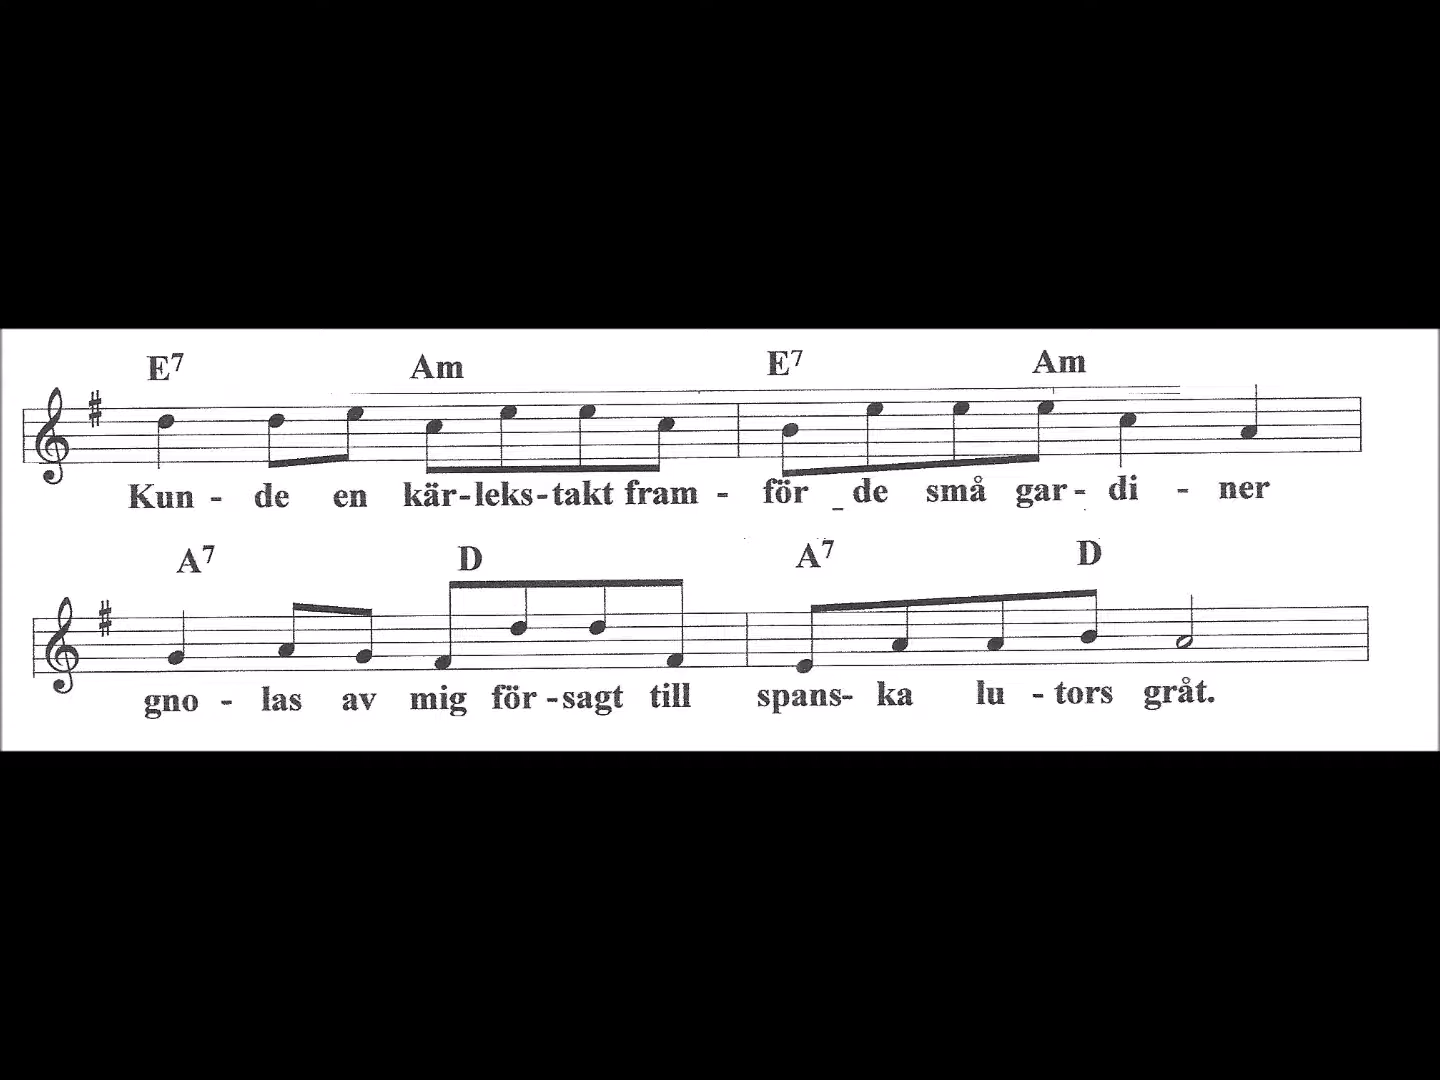 E7 Am E7 Am
Kun - de en kär-leks-takt fram - för de små gar - di - ner
A7 D A7 D
gno - las av mig för-sagt till spans- ka lu - tors gråt.